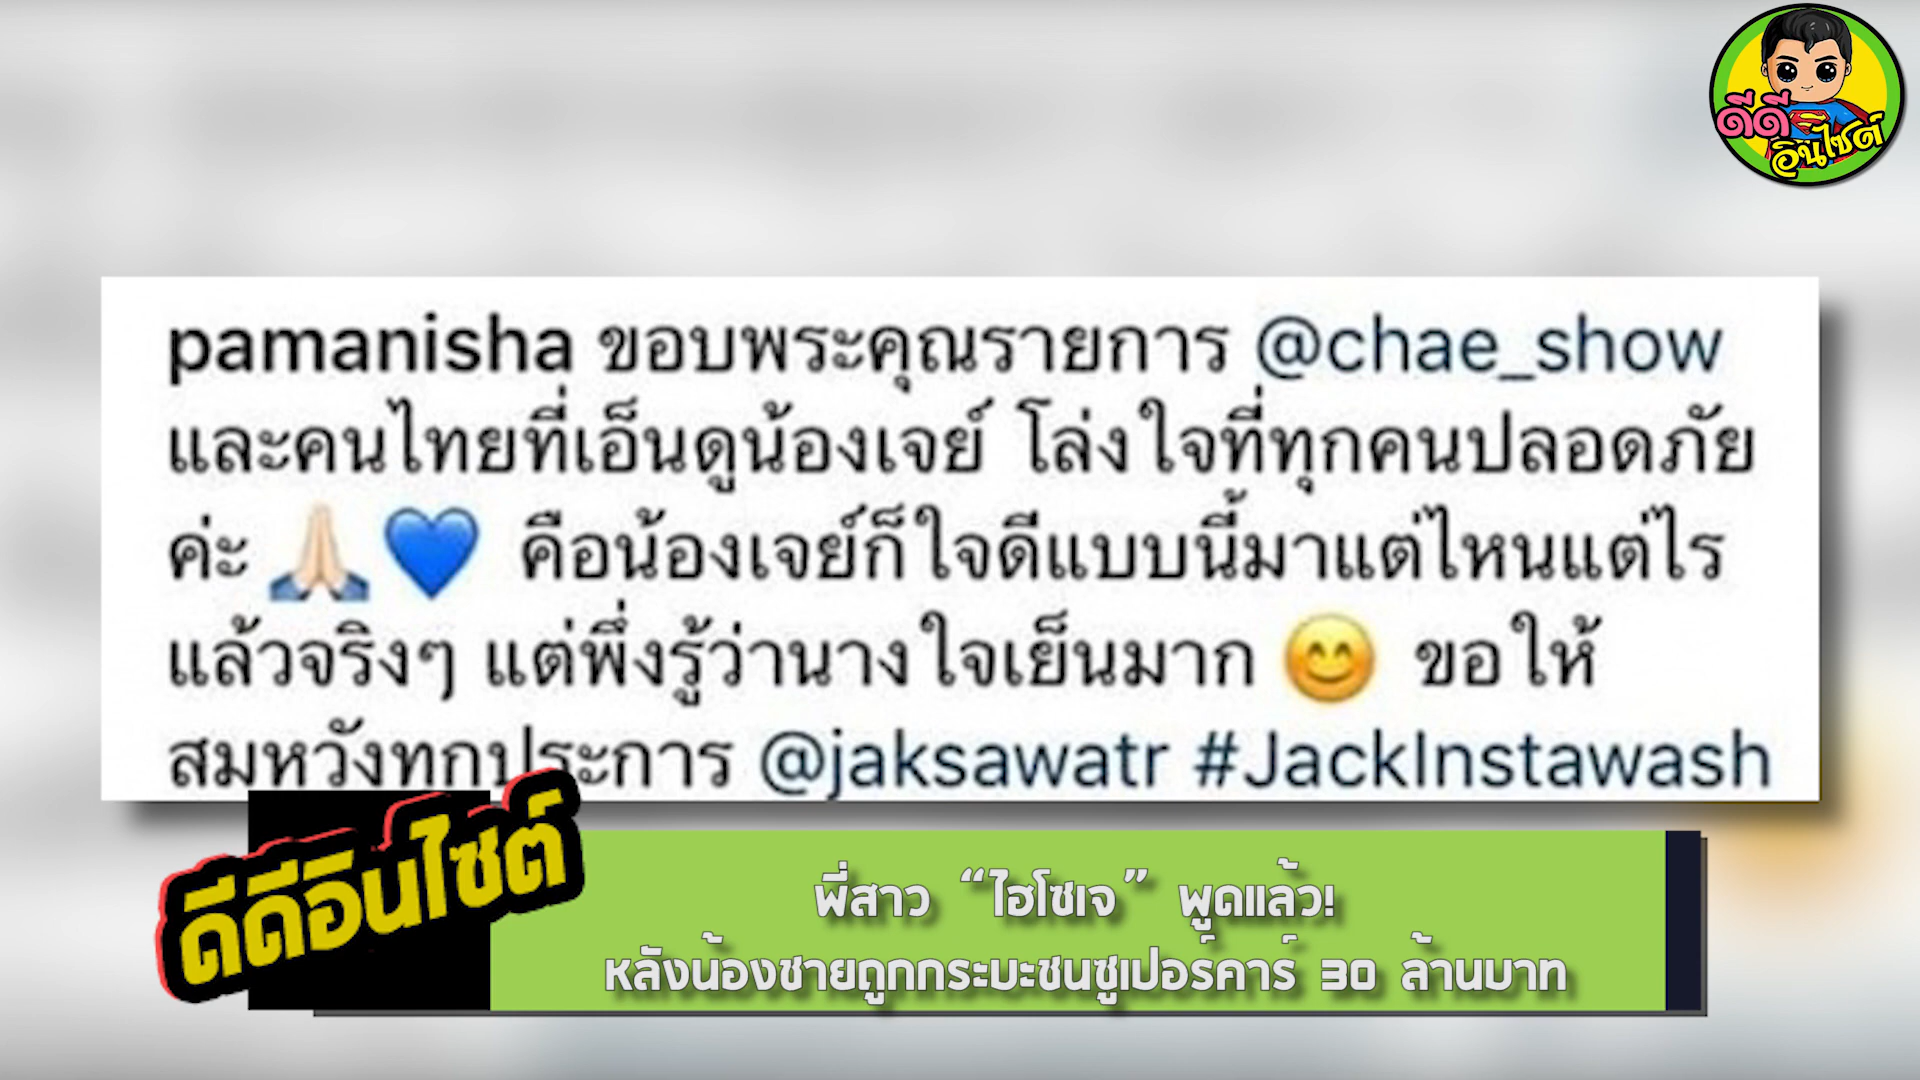 ดีดี
อินไซต์
pamanisha ขอบพระคุณรายการ @chae_show
และคนไทยที่เอ็นดูน้องเจย์ โล่งใจที่ทุกคนปลอดภัย
ค่ะ 🙏🏻💙 คือน้องเจย์ก็ใจดีแบบนี้มาแต่ไหนแต่ไร
แล้วจริงๆ แต่พึ่งรู้ว่านางใจเย็นมาก 😊 ขอให้
สมหวังทุกประการ @jaksawatr #JackInstawash
ดีดีอินไซต์
พี่สาว “ไฮโซเจ” พูดแล้ว!
หลังน้องชายถูกกระบะชนซูเปอร์คาร์ 30 ล้านบาท